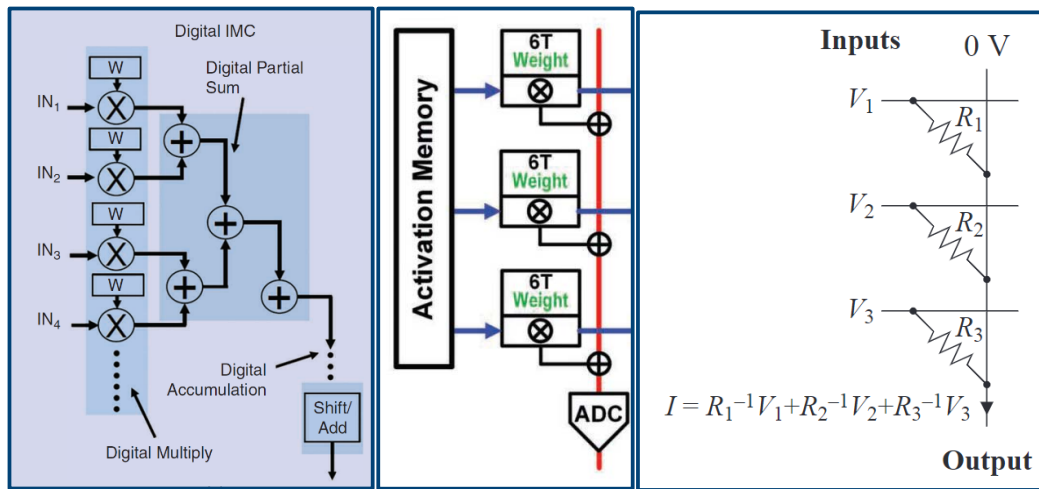 Digital IMC
W
Digital Partial
Sum
IN₁
W
IN₂
W
IN₃
W
IN₄
Digital
Accumulation
Shift/
Add
Digital Multiply
Activation Memory
6T
Weight
6T
Weight
6T
Weight
ADC
Inputs
0 V
V₁
R₁
V₂
R₂
V₃
R₃
I = R₁⁻¹V₁+R₂⁻¹V₂+R₃⁻¹V₃
Output